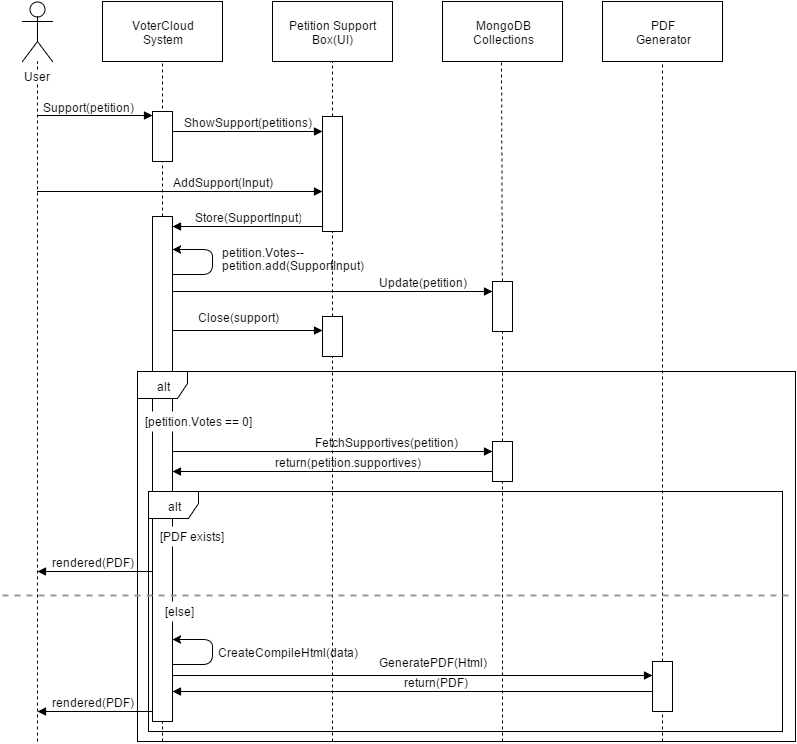 VoterCloud
System
Petition Support
Box(UI)
MongoDB
Collections
PDF
Generator
User
Support(petition)
ShowSupport(petitions)
AddSupport(Input)
Store(SupportInput)
petition.Votes--
petition.add(SupportInput)
Update(petition)
Close(support)
alt
[petition.Votes == 0]
FetchSupportives(petition)
return(petition.supportives)
alt
[PDF exists]
rendered(PDF)
[else]
CreateCompileHtml(data)
GeneratePDF(Html)
return(PDF)
rendered(PDF)